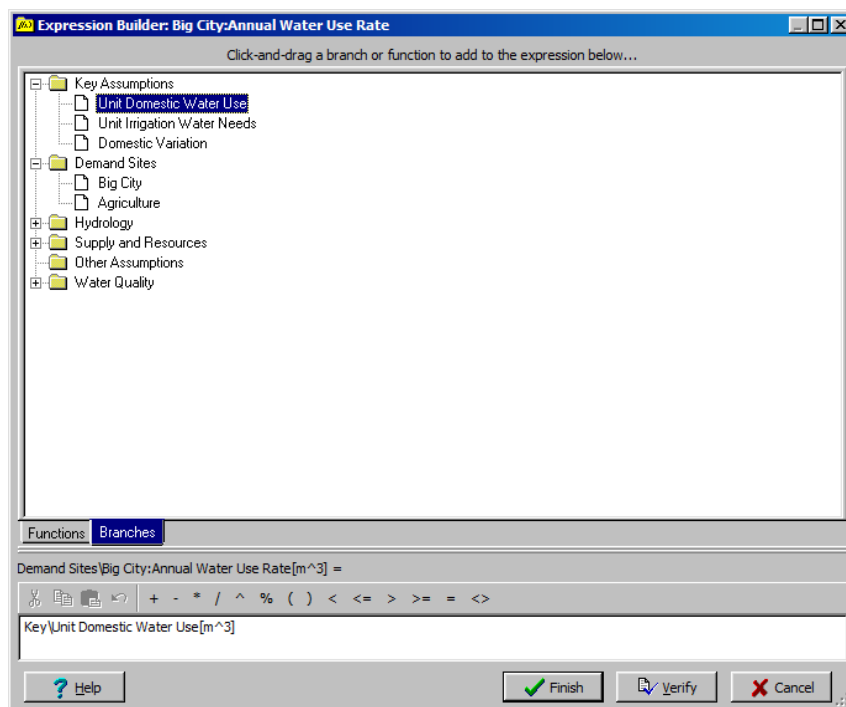 Expression Builder: Big City:Annual Water Use Rate
Click-and-drag a branch or function to add to the expression below...
Key Assumptions
Unit Domestic Water Use
Unit Irrigation Water Needs
Domestic Variation
Demand Sites
Big City
Agriculture
Hydrology
Supply and Resources
Other Assumptions
Water Quality
Functions Branches
Demand Sites\Big City:Annual Water Use Rate[m^3] =
+ - * / ^ % ( ) < <= > >= = <>
Key\Unit Domestic Water Use[m^3]
? Help Finish Verify Cancel